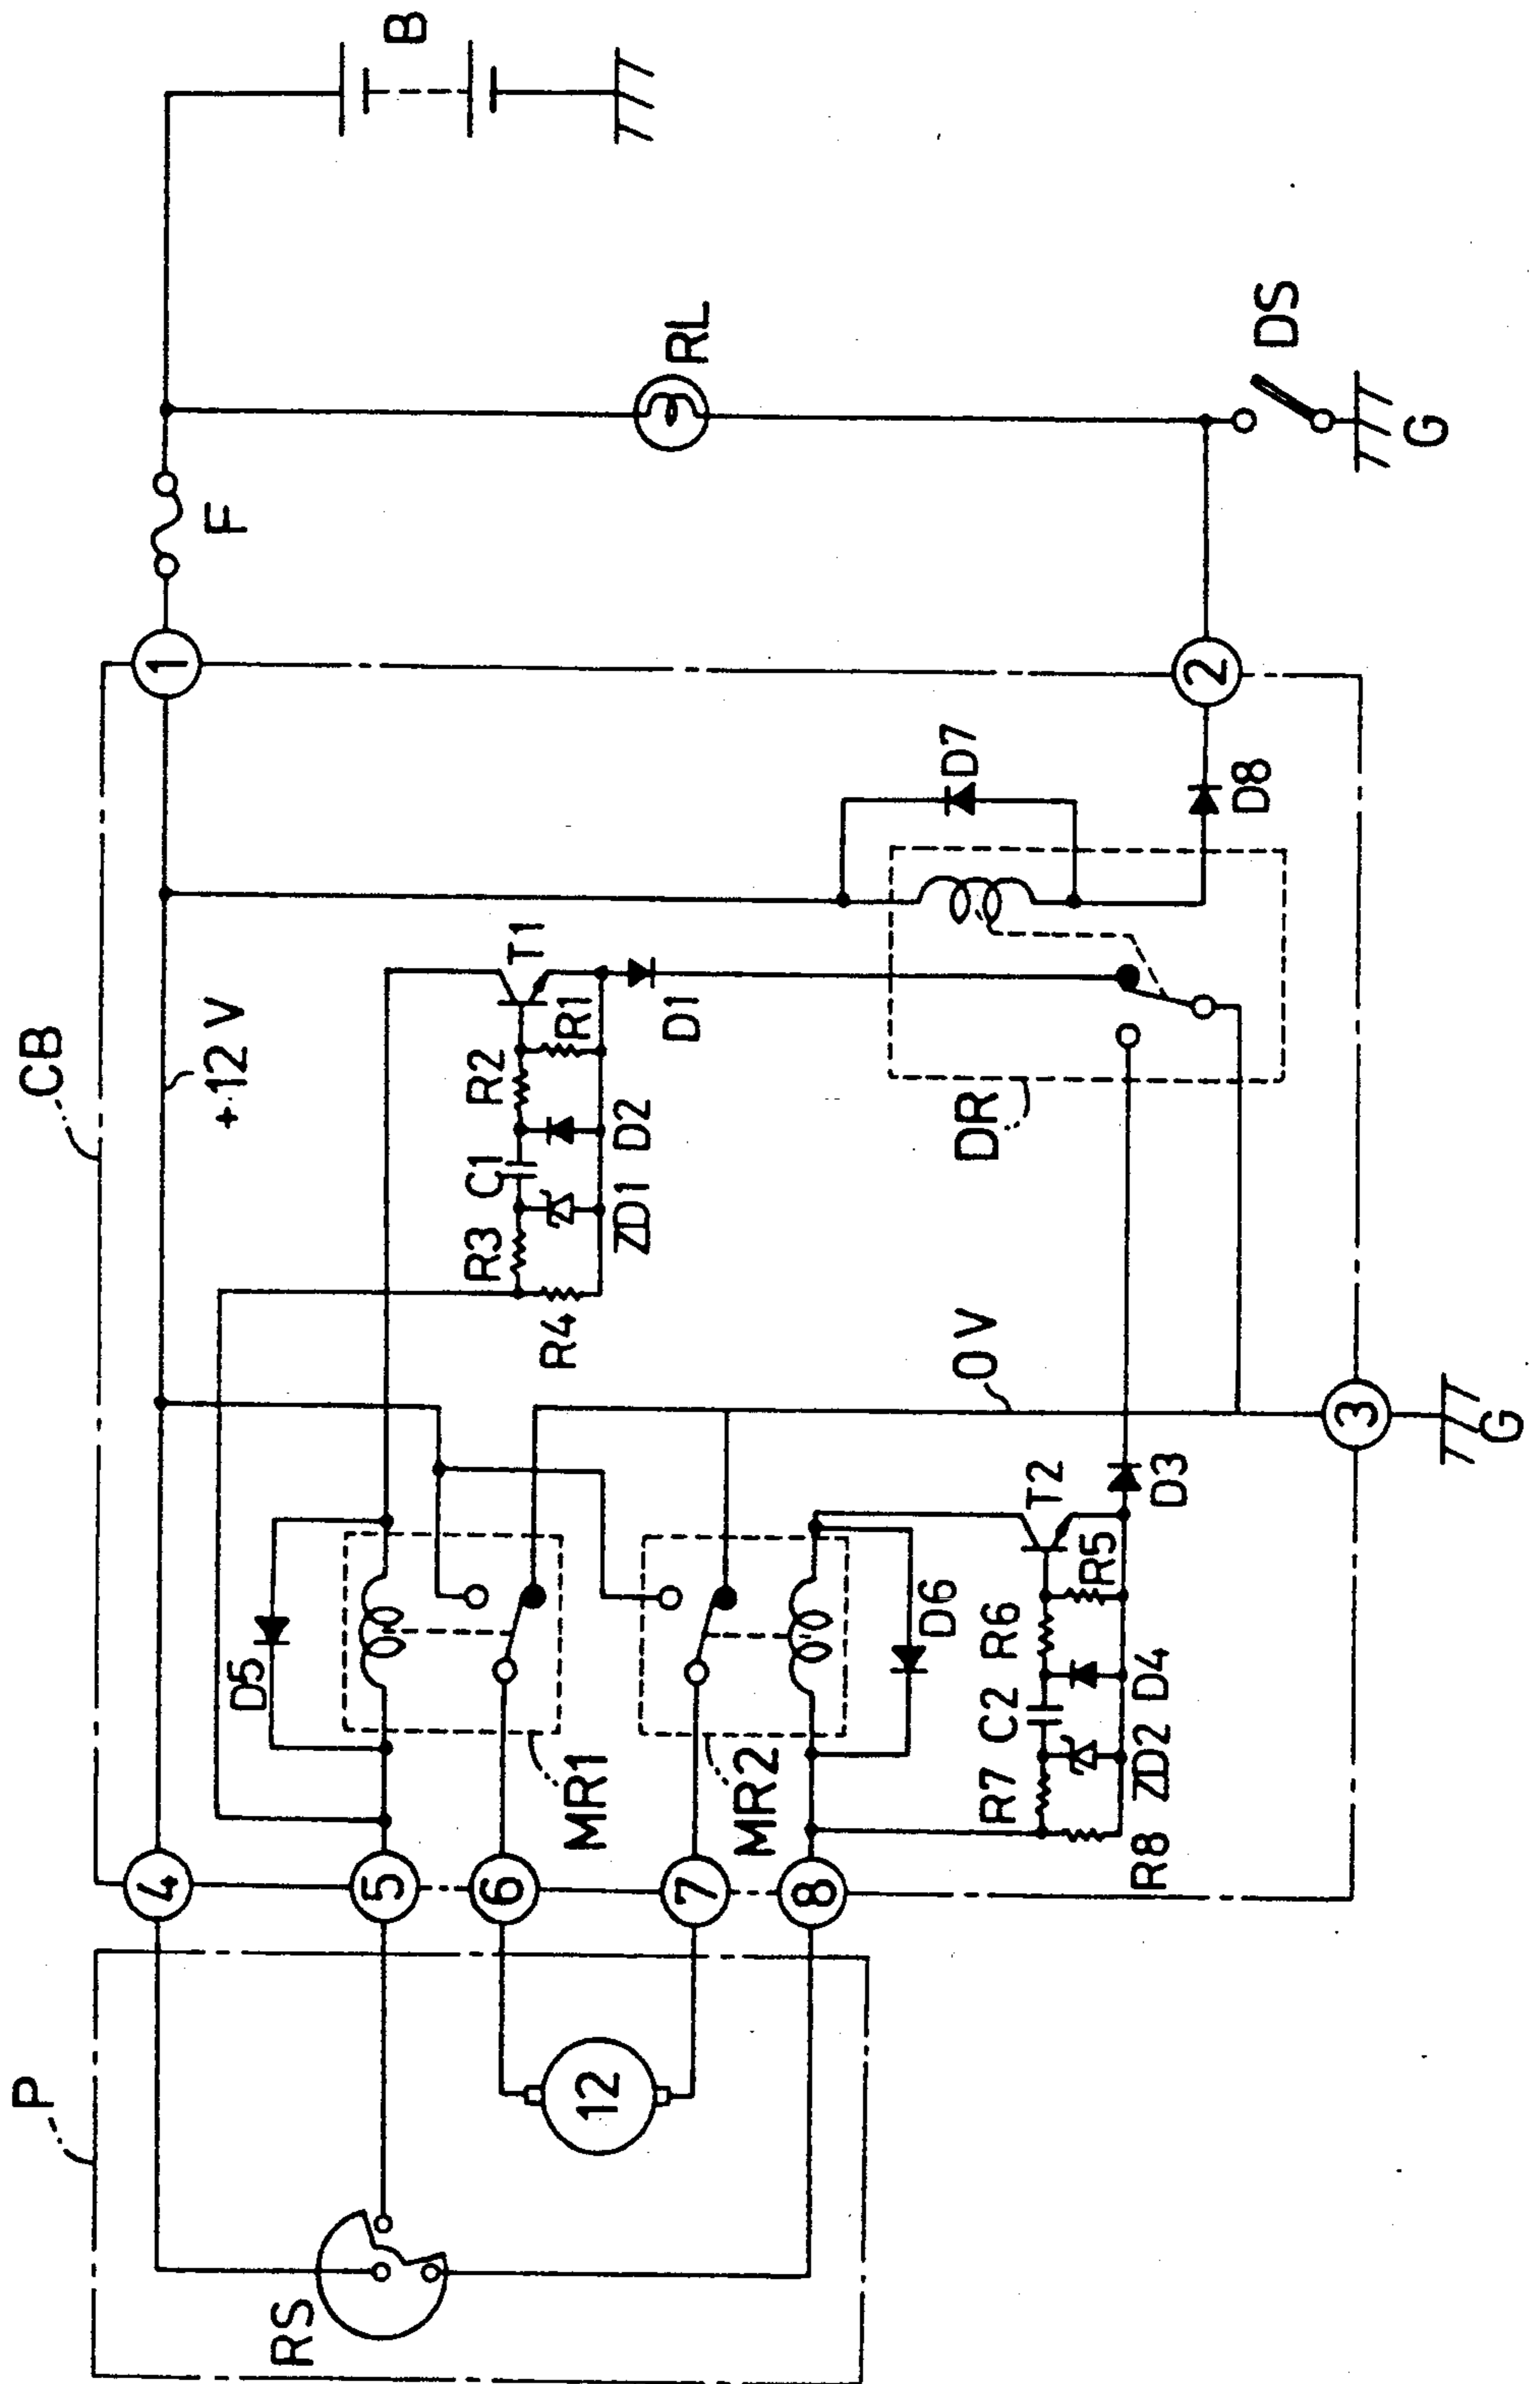 P
RS
12
4
5
6
7
8
CB
+12 V
D5
MR1
MR2
D6
R7 C2 R6
R5
T2
R8
ZD2 D4
D3
0 V
R3 C1 R2
R1
T1
R4
ZD1 D2
D1
DR
D7
D8
1
2
3
G
F
RL
DS
G
B